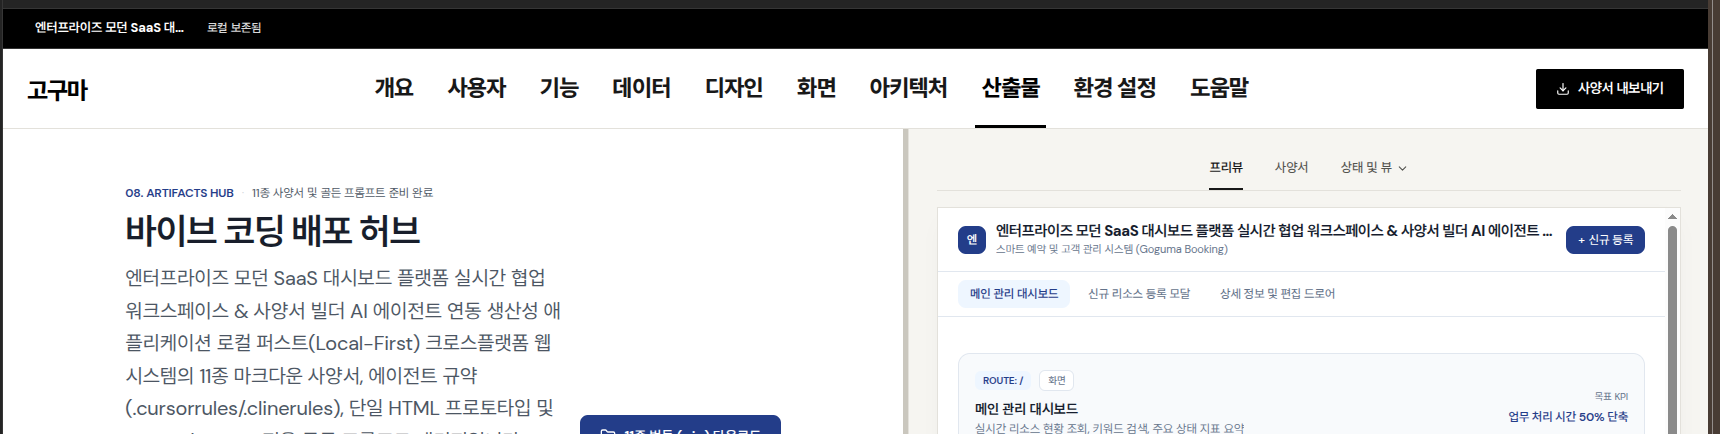 엔터프라이즈 모던 SaaS 대... 로컬 보존됨
고구마 개요 사용자 기능 데이터 디자인 화면 아키텍처 산출물 환경 설정 도움말 사양서 내보내기
08. ARTIFACTS HUB · 11종 사양서 및 골든 프롬프트 준비 완료
바이브 코딩 배포 허브
엔터프라이즈 모던 SaaS 대시보드 플랫폼 실시간 협업
워크스페이스 & 사양서 빌더 AI 에이전트 연동 생산성 애
플리케이션 로컬 퍼스트(Local-First) 크로스플랫폼 웹
시스템의 11종 마크다운 사양서, 에이전트 규약
(.cursorrules/.clinerules), 단일 HTML 프로토타입 및
프리뷰 사양서 상태 및 뷰
엔 엔터프라이즈 모던 SaaS 대시보드 플랫폼 실시간 협업 워크스페이스 & 사양서 빌더 AI 에이전트 ... + 신규 등록
스마트 예약 및 고객 관리 시스템 (Goguma Booking)
메인 관리 대시보드 신규 리소스 등록 모달 상세 정보 및 편집 드로어
ROUTE: / 화면
목표 KPI
메인 관리 대시보드
업무 처리 시간 50% 단축
실시간 리소스 현황 조회, 키워드 검색, 주요 상태 지표 요약